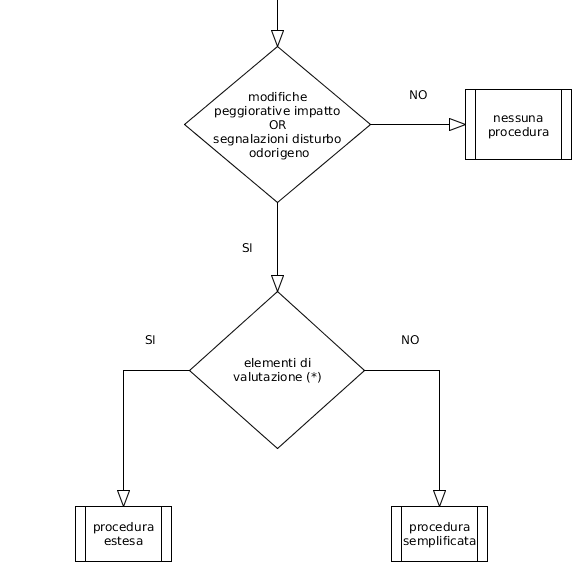 modifiche
peggiorative impatto
OR
segnalazioni disturbo
odorigeno
NO
nessuna
procedura
SI
elementi di
valutazione (*)
SI
NO
procedura
estesa
procedura
semplificata